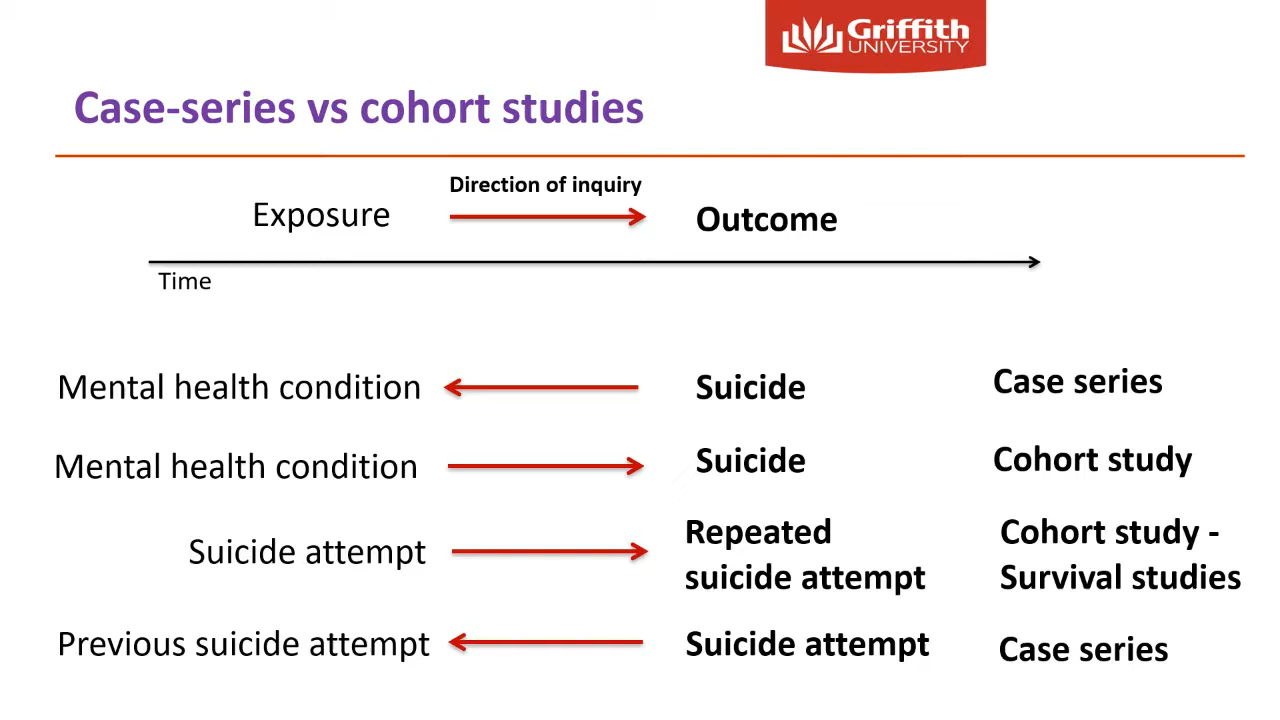 Griffith
UNIVERSITY
Case-series vs cohort studies
Direction of inquiry
Exposure
Outcome
Time
Mental health condition
Suicide
Case series
Mental health condition
Suicide
Cohort study
Suicide attempt
Repeated
suicide attempt
Cohort study -
Survival studies
Previous suicide attempt
Suicide attempt
Case series